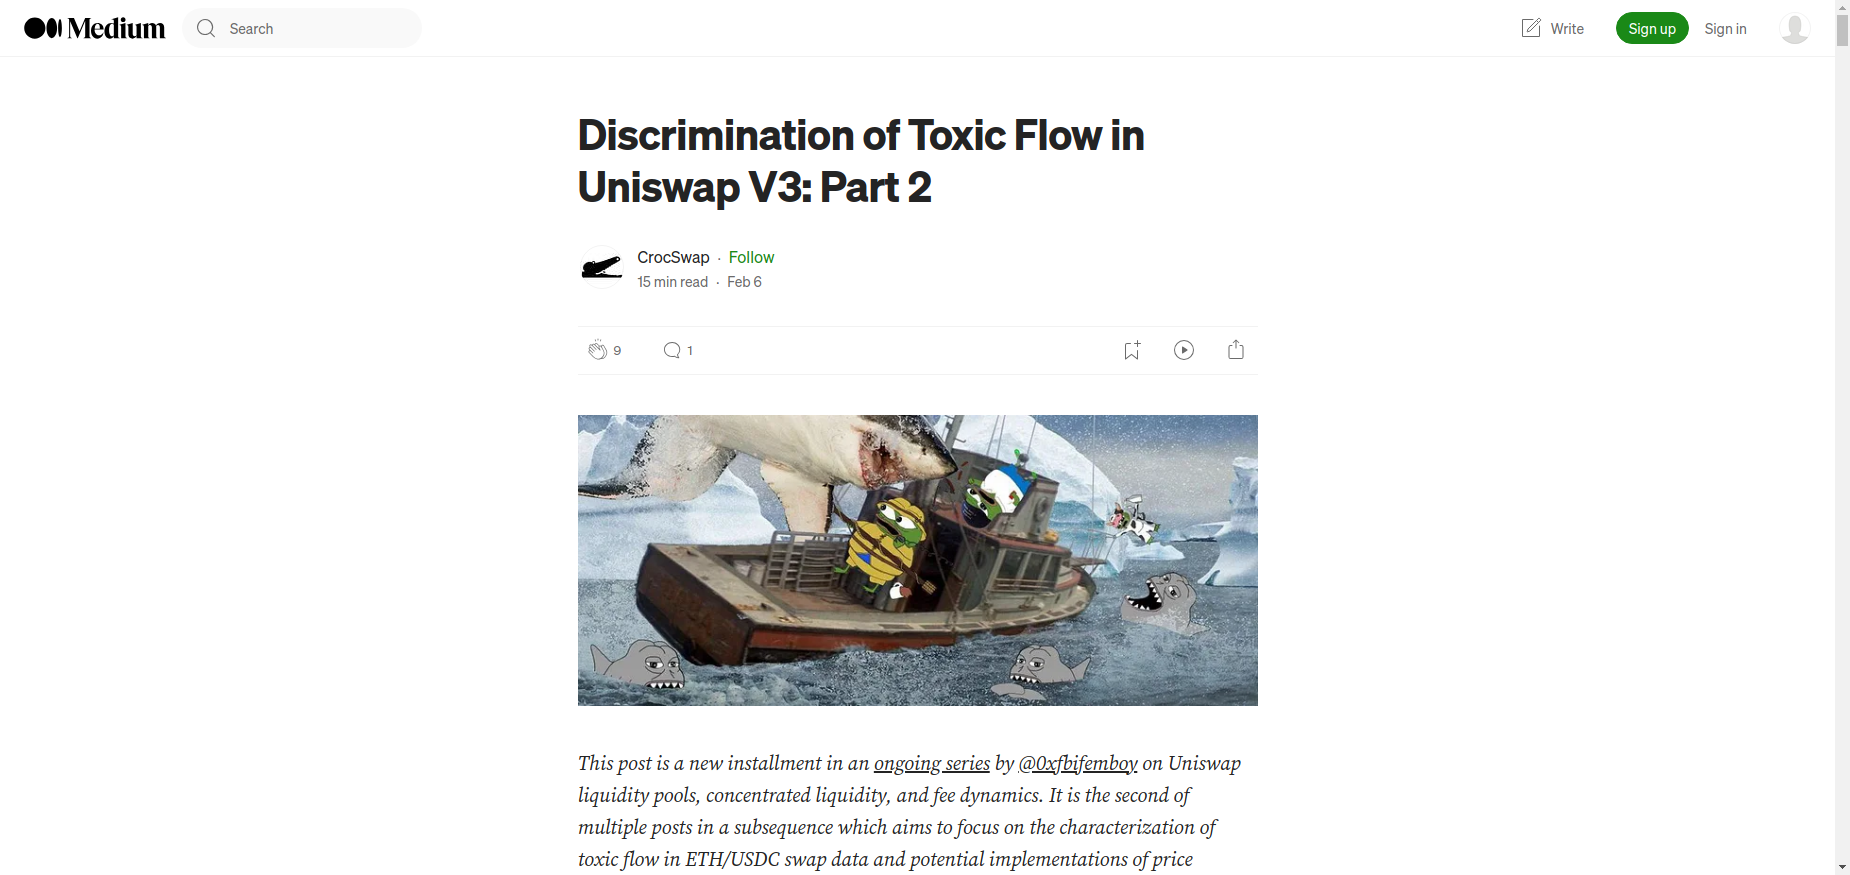 Medium
Search
Write
Sign up
Sign in
Discrimination of Toxic Flow in
Uniswap V3: Part 2
CrocSwap · Follow
15 min read · Feb 6
9
1
This post is a new installment in an ongoing series by @0xfbifemboy on Uniswap
liquidity pools, concentrated liquidity, and fee dynamics. It is the second of
multiple posts in a subsequence which aims to focus on the characterization of
toxic flow in ETH/USDC swap data and potential implementations of price